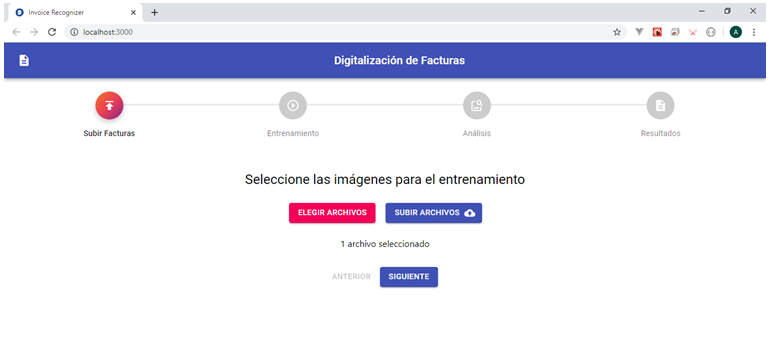 Invoice Recognizer
localhost:3000
A
Digitalización de Facturas
Subir Facturas
Entrenamiento
Análisis
Resultados
Seleccione las imágenes para el entrenamiento
ELEGIR ARCHIVOS
SUBIR ARCHIVOS
1 archivo seleccionado
ANTERIOR
SIGUIENTE